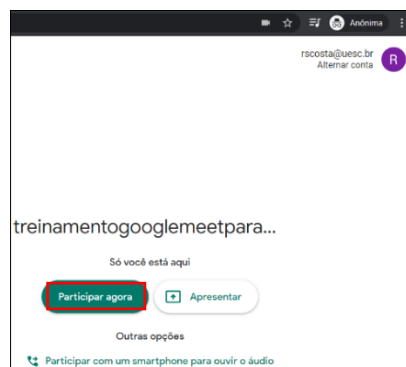 Anônima
rscosta@uesc.br
Alternar conta
R
treinamentogooglemeetpara...
Só você está aqui
Participar agora
Apresentar
Outras opções
Participar com um smartphone para ouvir o áudio